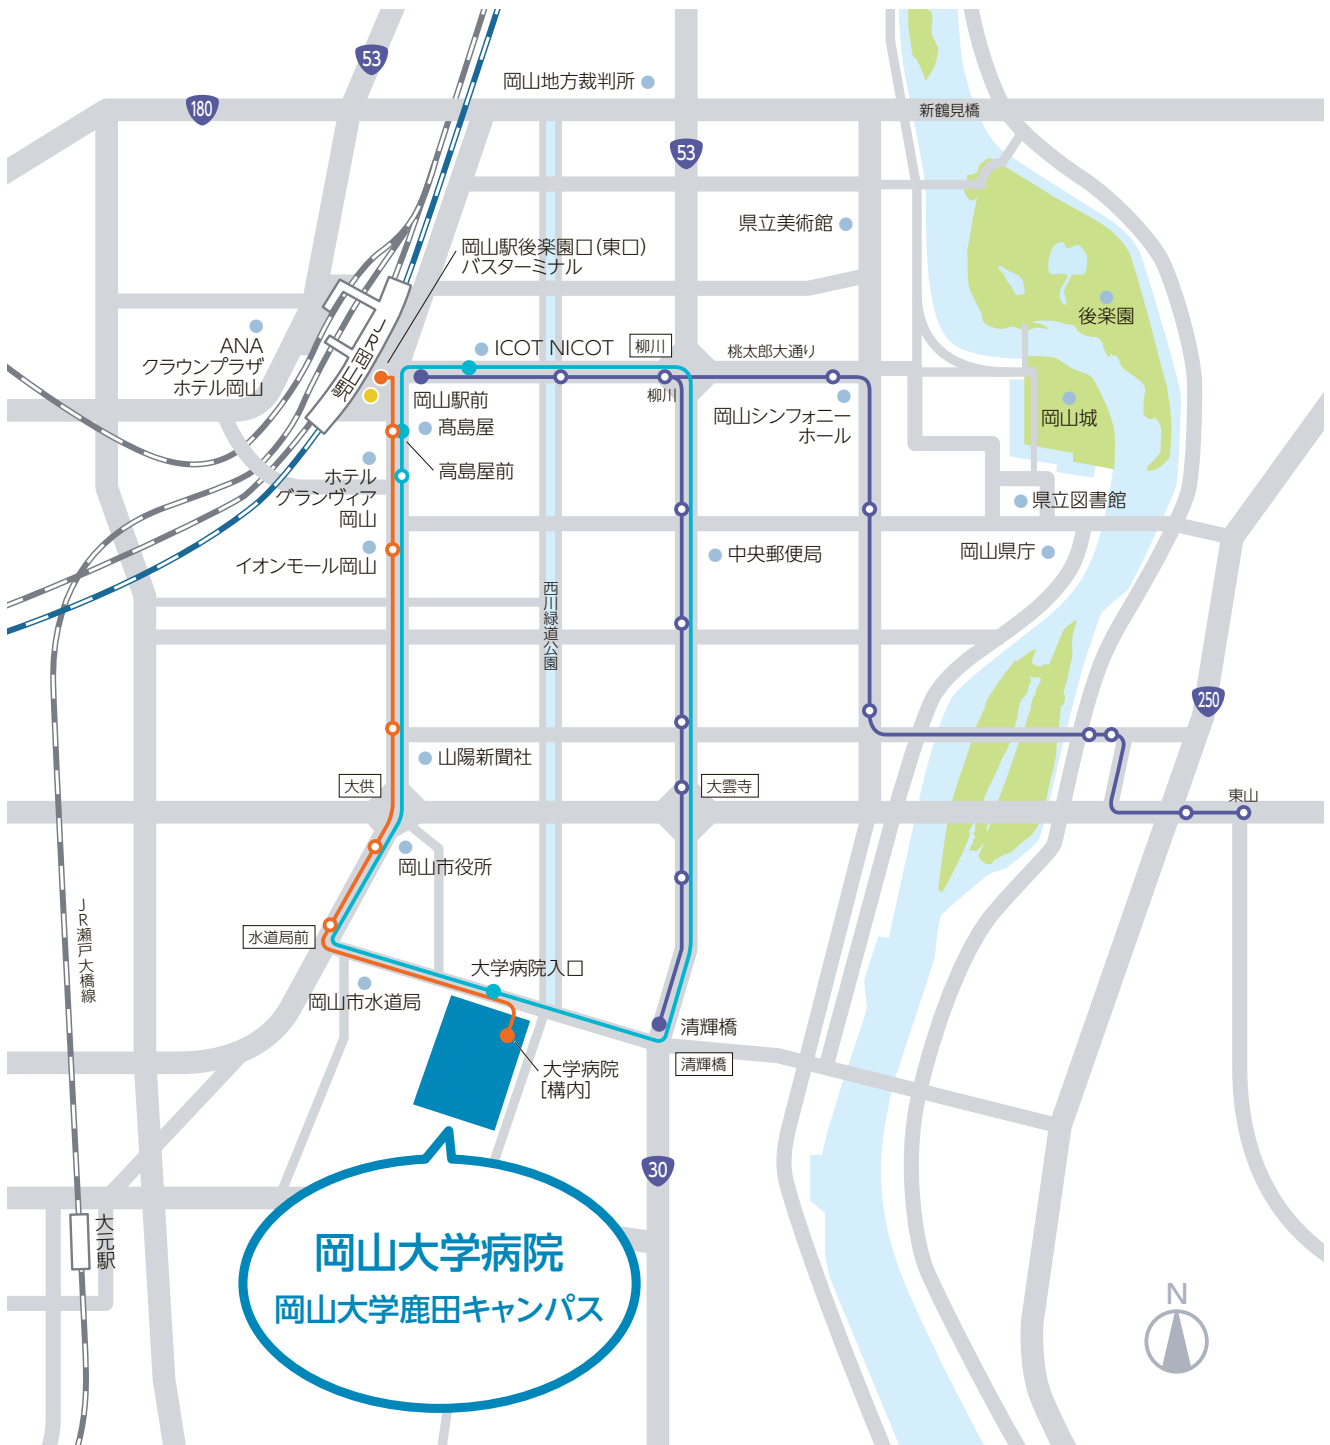 53
180
岡山地方裁判所
新鶴見橋
53
県立美術館
岡山駅後楽園口(東口)
バスターミナル
後楽園
ANA
クラウンプラザ
ホテル岡山
JR岡山駅
ICOT NICOT
柳川
桃太郎大通り
岡山駅前
柳川
岡山シンフォニー
ホール
岡山城
髙島屋
高島屋前
ホテル
グランヴィア
岡山
県立図書館
イオンモール岡山
中央郵便局
岡山県庁
西川緑道公園
250
山陽新聞社
大供
大雲寺
東山
岡山市役所
JR瀬戸大橋線
水道局前
大学病院入口
岡山市水道局
清輝橋
清輝橋
大学病院
[構内]
30
大元駅
岡山大学病院
岡山大学鹿田キャンパス
N